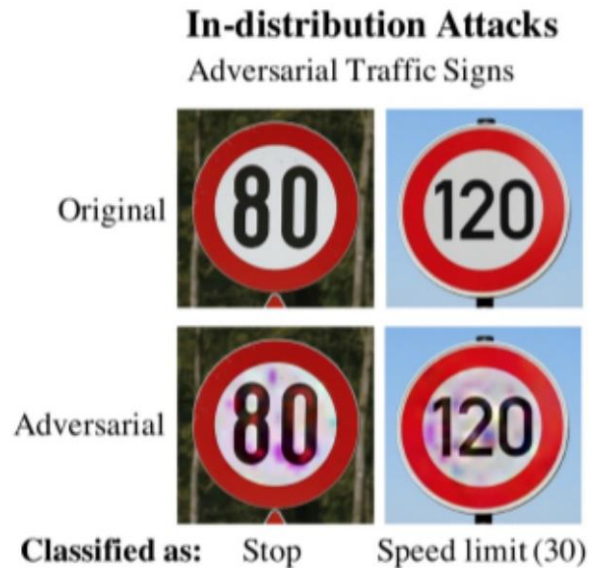 In-distribution Attacks
Adversarial Traffic Signs
Original
80
120
Adversarial
80
120
Classified as: Stop Speed limit (30)